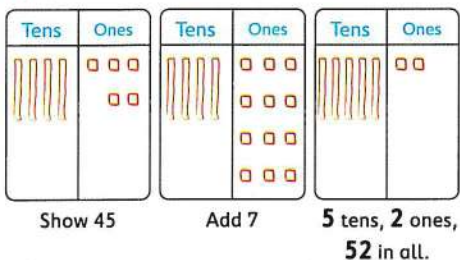 Tens Ones Tens Ones Tens Ones
Show 45 Add 7 5 tens, 2 ones,
52 in all.